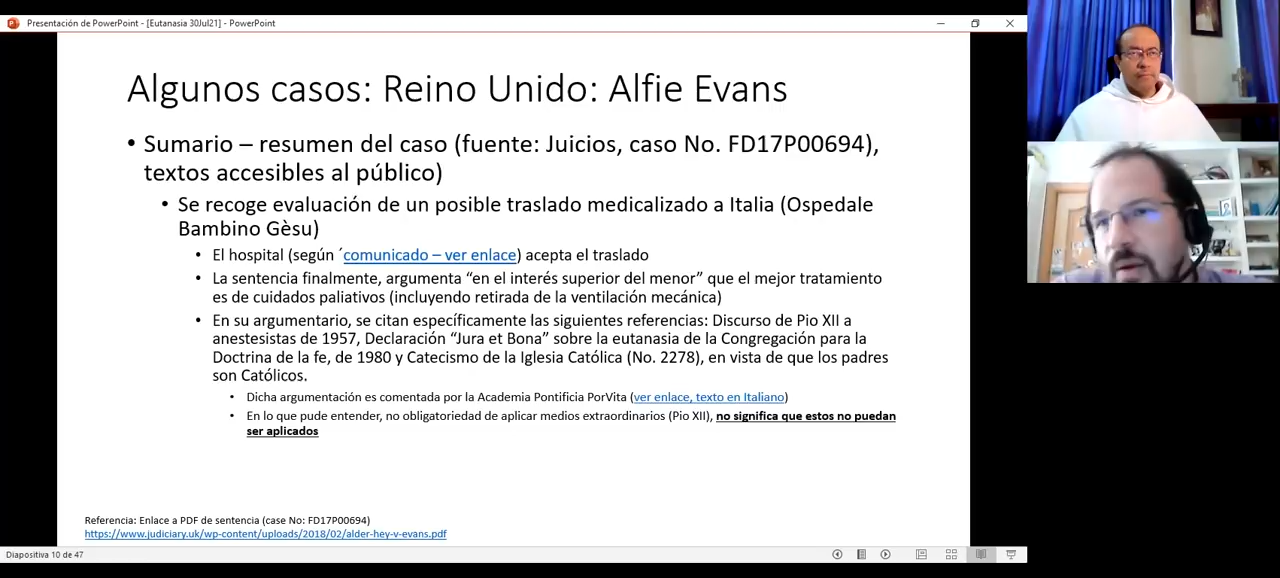 Presentación de PowerPoint - [Eutanasia 30Jul21] - PowerPoint
Algunos casos: Reino Unido: Alfie Evans
• Sumario – resumen del caso (fuente: Juicios, caso No. FD17P00694),
textos accesibles al público)
• Se recoge evaluación de un posible traslado medicalizado a Italia (Ospedale
Bambino Gèsu)
• El hospital (según ´comunicado – ver enlace) acepta el traslado
• La sentencia finalmente, argumenta “en el interés superior del menor” que el mejor tratamiento
es de cuidados paliativos (incluyendo retirada de la ventilación mecánica)
• En su argumentario, se citan específicamente las siguientes referencias: Discurso de Pio XII a
anestesistas de 1957, Declaración “Jura et Bona” sobre la eutanasia de la Congregación para la
Doctrina de la fe, de 1980 y Catecismo de la Iglesia Católica (No. 2278), en vista de que los padres
son Católicos.
• Dicha argumentación es comentada por la Academia Pontificia PorVita (ver enlace, texto en Italiano)
• En lo que pude entender, no obligatoriedad de aplicar medios extraordinarios (Pio XII), no significa que estos no puedan
ser aplicados
Referencia: Enlace a PDF de sentencia (case No: FD17P00694)
https://www.judiciary.uk/wp-content/uploads/2018/02/alder-hey-v-evans.pdf
Diapositiva 10 de 47